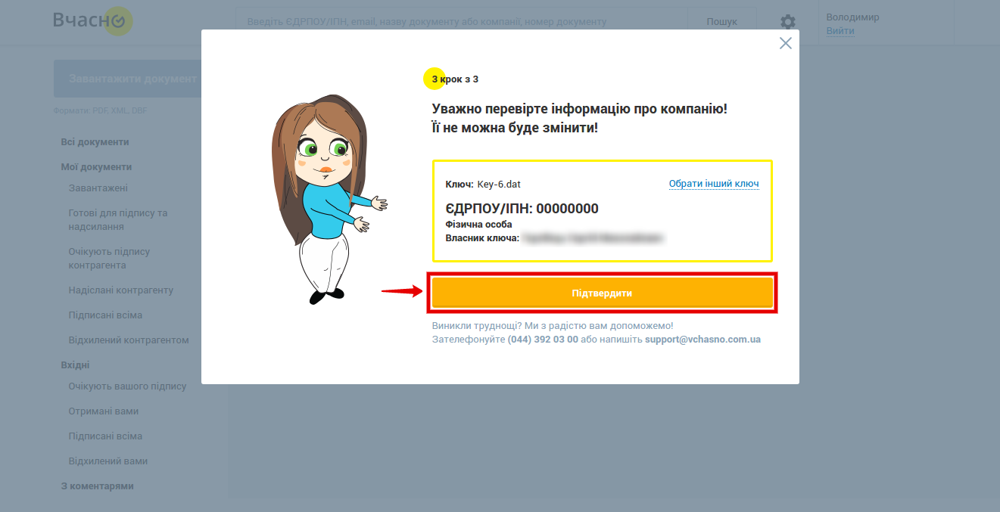 Вчасно
Введіть ЄДРПОУ/ІПН, email, назву документу або компанії, номер документу
Пошук
Володимир
Вийти
Завантажити документ
Формати: PDF, XML, DBF
Всі документи
Мої документи
Завантажені
Готові для підпису та
надсилання
Очікують підпису
контрагента
Надіслані контрагенту
Підписані всіма
Відхилений контрагентом
Вхідні
Очікують вашого підпису
Отримані вами
Підписані всіма
Відхилений вами
З коментарями
3 крок з 3
Уважно перевірте інформацію про компанію!
Її не можна буде змінити!
Ключ: Key-6.dat
Обрати інший ключ
ЄДРПОУ/ІПН: 00000000
Фізична особа
Власник ключа:
Підтвердити
Виникли труднощі? Ми з радістю вам допоможемо!
Зателефонуйте (044) 392 03 00 або напишіть support@vchasno.com.ua